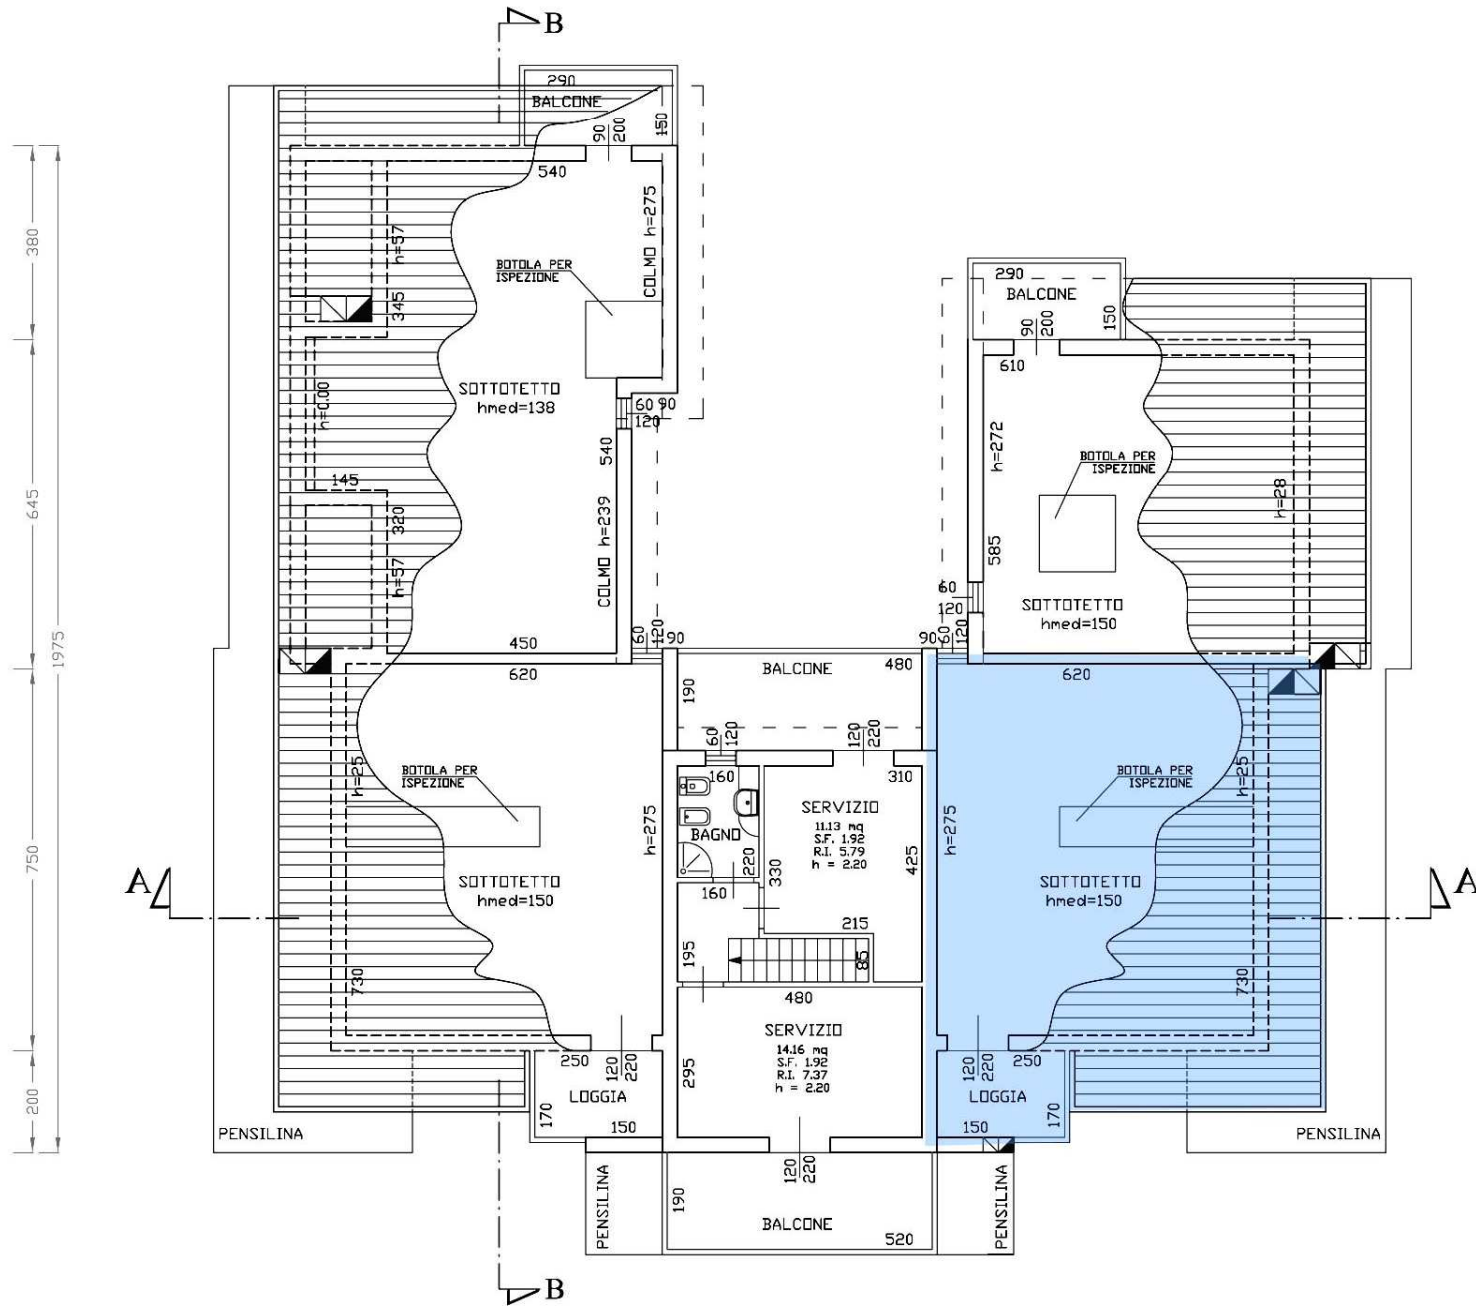 B
290
BALCONE
150
90
200
540
380
h=57
345
COLMO h=275
BOTOLA PER
ISPEZIONE
290
BALCONE
150
90
200
610
SOTTOTETTO
hmed=138
h=0.00
60
90
120
540
h=272
BOTOLA PER
ISPEZIONE
645
145
320
h=57
COLMO h=239
h=28
585
60
120
SOTTOTETTO
hmed=150
1975
450
620
60
120
90
BALCONE
480
190
90
60
120
620
60
120
160
120
220
310
h=25
BOTOLA PER
ISPEZIONE
h=275
BAGNO
220
160
SERVIZIO
11.13 mq
S.F. 1.92
R.I. 5.79
h = 2.20
330
425
215
h=275
BOTOLA PER
ISPEZIONE
h=25
750
A
SOTTOTETTO
hmed=150
SOTTOTETTO
hmed=150
A
730
195
85
480
730
SERVIZIO
14.16 mq
S.F. 1.92
R.I. 7.37
h = 2.20
295
200
250
120
220
LOGGIA
170
150
120
220
250
LOGGIA
150
170
PENSILINA
PENSILINA
120
220
PENSILINA
190
BALCONE
520
PENSILINA
B